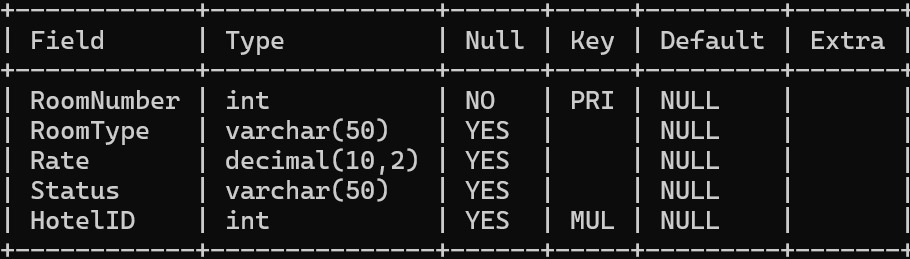 +------------+---------------+------+-----+---------+-------+
| Field      | Type          | Null | Key | Default | Extra |
+------------+---------------+------+-----+---------+-------+
| RoomNumber | int           | NO   | PRI | NULL    |       |
| RoomType   | varchar(50)   | YES  |     | NULL    |       |
| Rate       | decimal(10,2) | YES  |     | NULL    |       |
| Status     | varchar(50)   | YES  |     | NULL    |       |
| HotelID    | int           | YES  | MUL | NULL    |       |
+------------+---------------+------+-----+---------+-------+